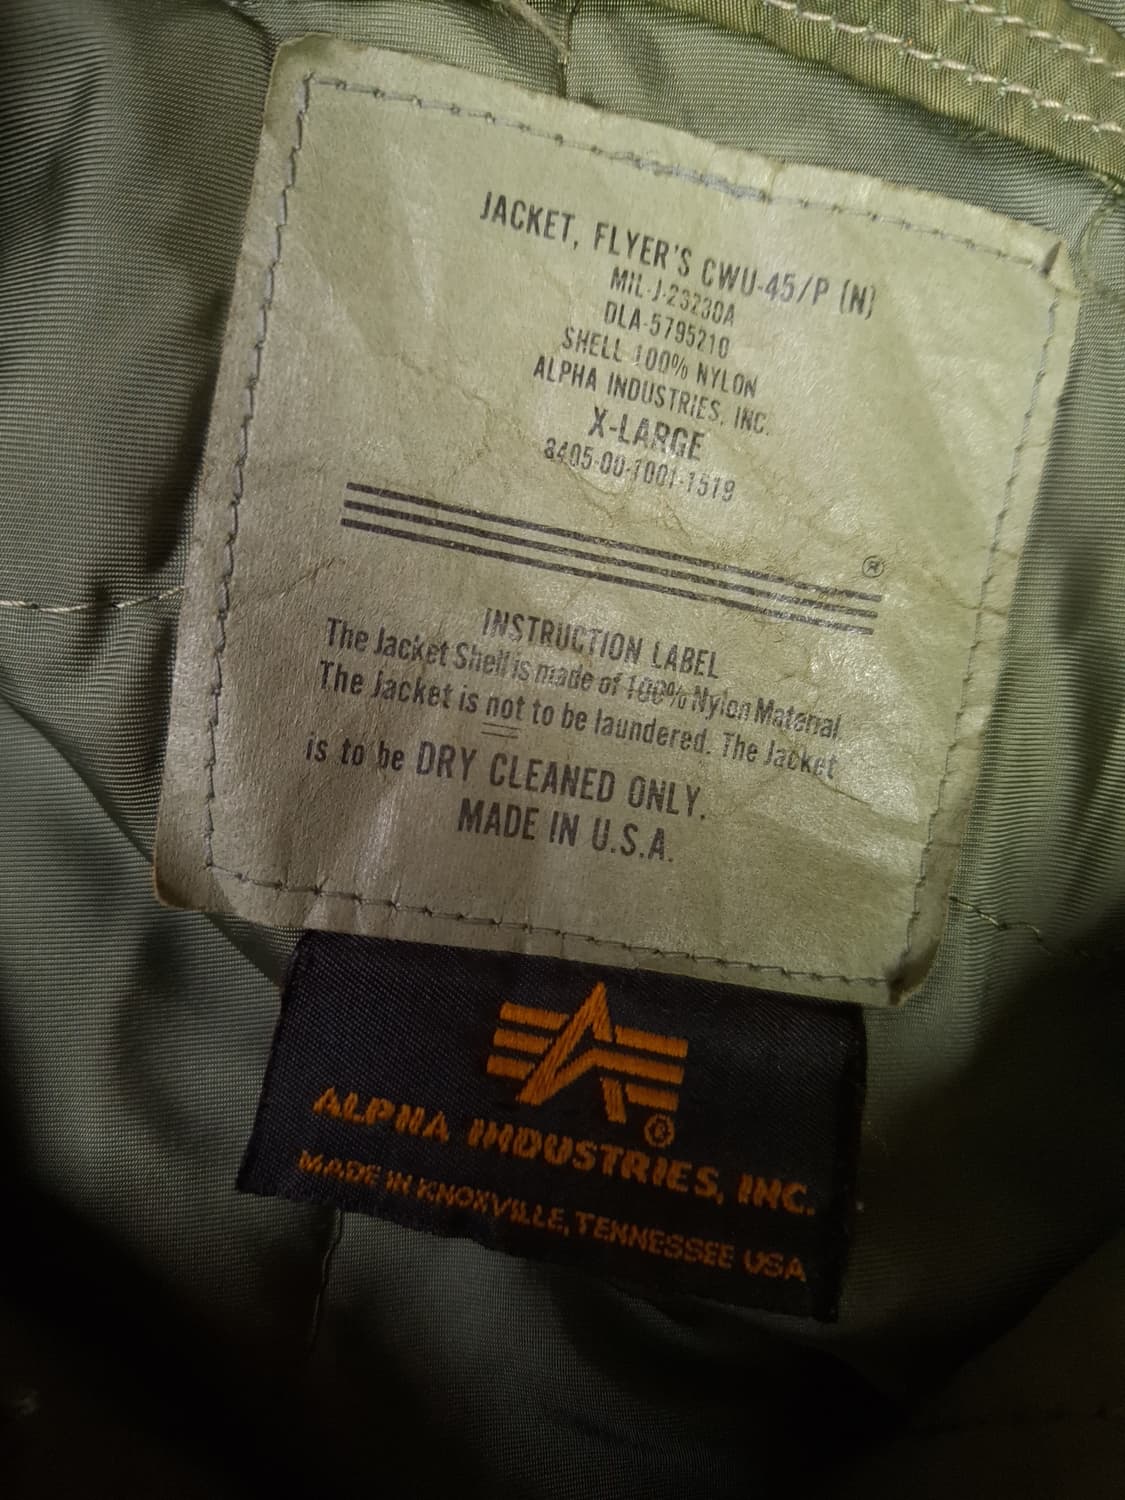 JACKET, FLYER'S CWU-45/P (N)
MIL-J-23230A
DLA-5795210
SHELL 100% NYLON
ALPHA INDUSTRIES, INC.
X-LARGE
8405-00-1001-1519
®
INSTRUCTION LABEL
The Jacket Shell is made of 100% Nylon Material.
The Jacket is not to be laundered. The Jacket
is to be DRY CLEANED ONLY.
MADE IN U.S.A.
®
ALPHA INDUSTRIES, INC.
MADE IN KNOXVILLE, TENNESSEE USA